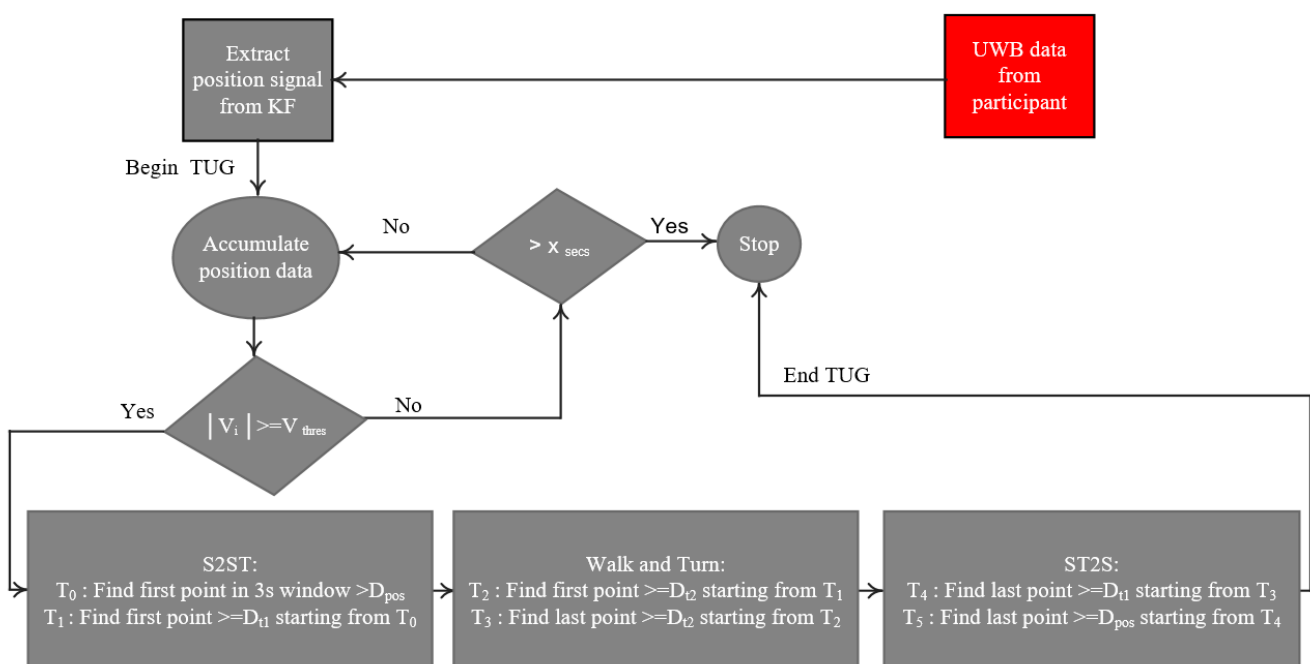 Extract
position signal
from KF
UWB data
from
participant
Begin TUG
Accumulate
position data
No
> x secs
Yes
Stop
Yes
|Vi| >=V thres
No
End TUG
S2ST:
T0 : Find first point in 3s window >Dpos
T1 : Find first point >=Dt1 starting from T0
Walk and Turn:
T2 : Find first point >=Dt2 starting from T1
T3 : Find last point >=Dt2 starting from T2
ST2S:
T4 : Find last point >=Dt1 starting from T3
T5 : Find last point >=Dpos starting from T4